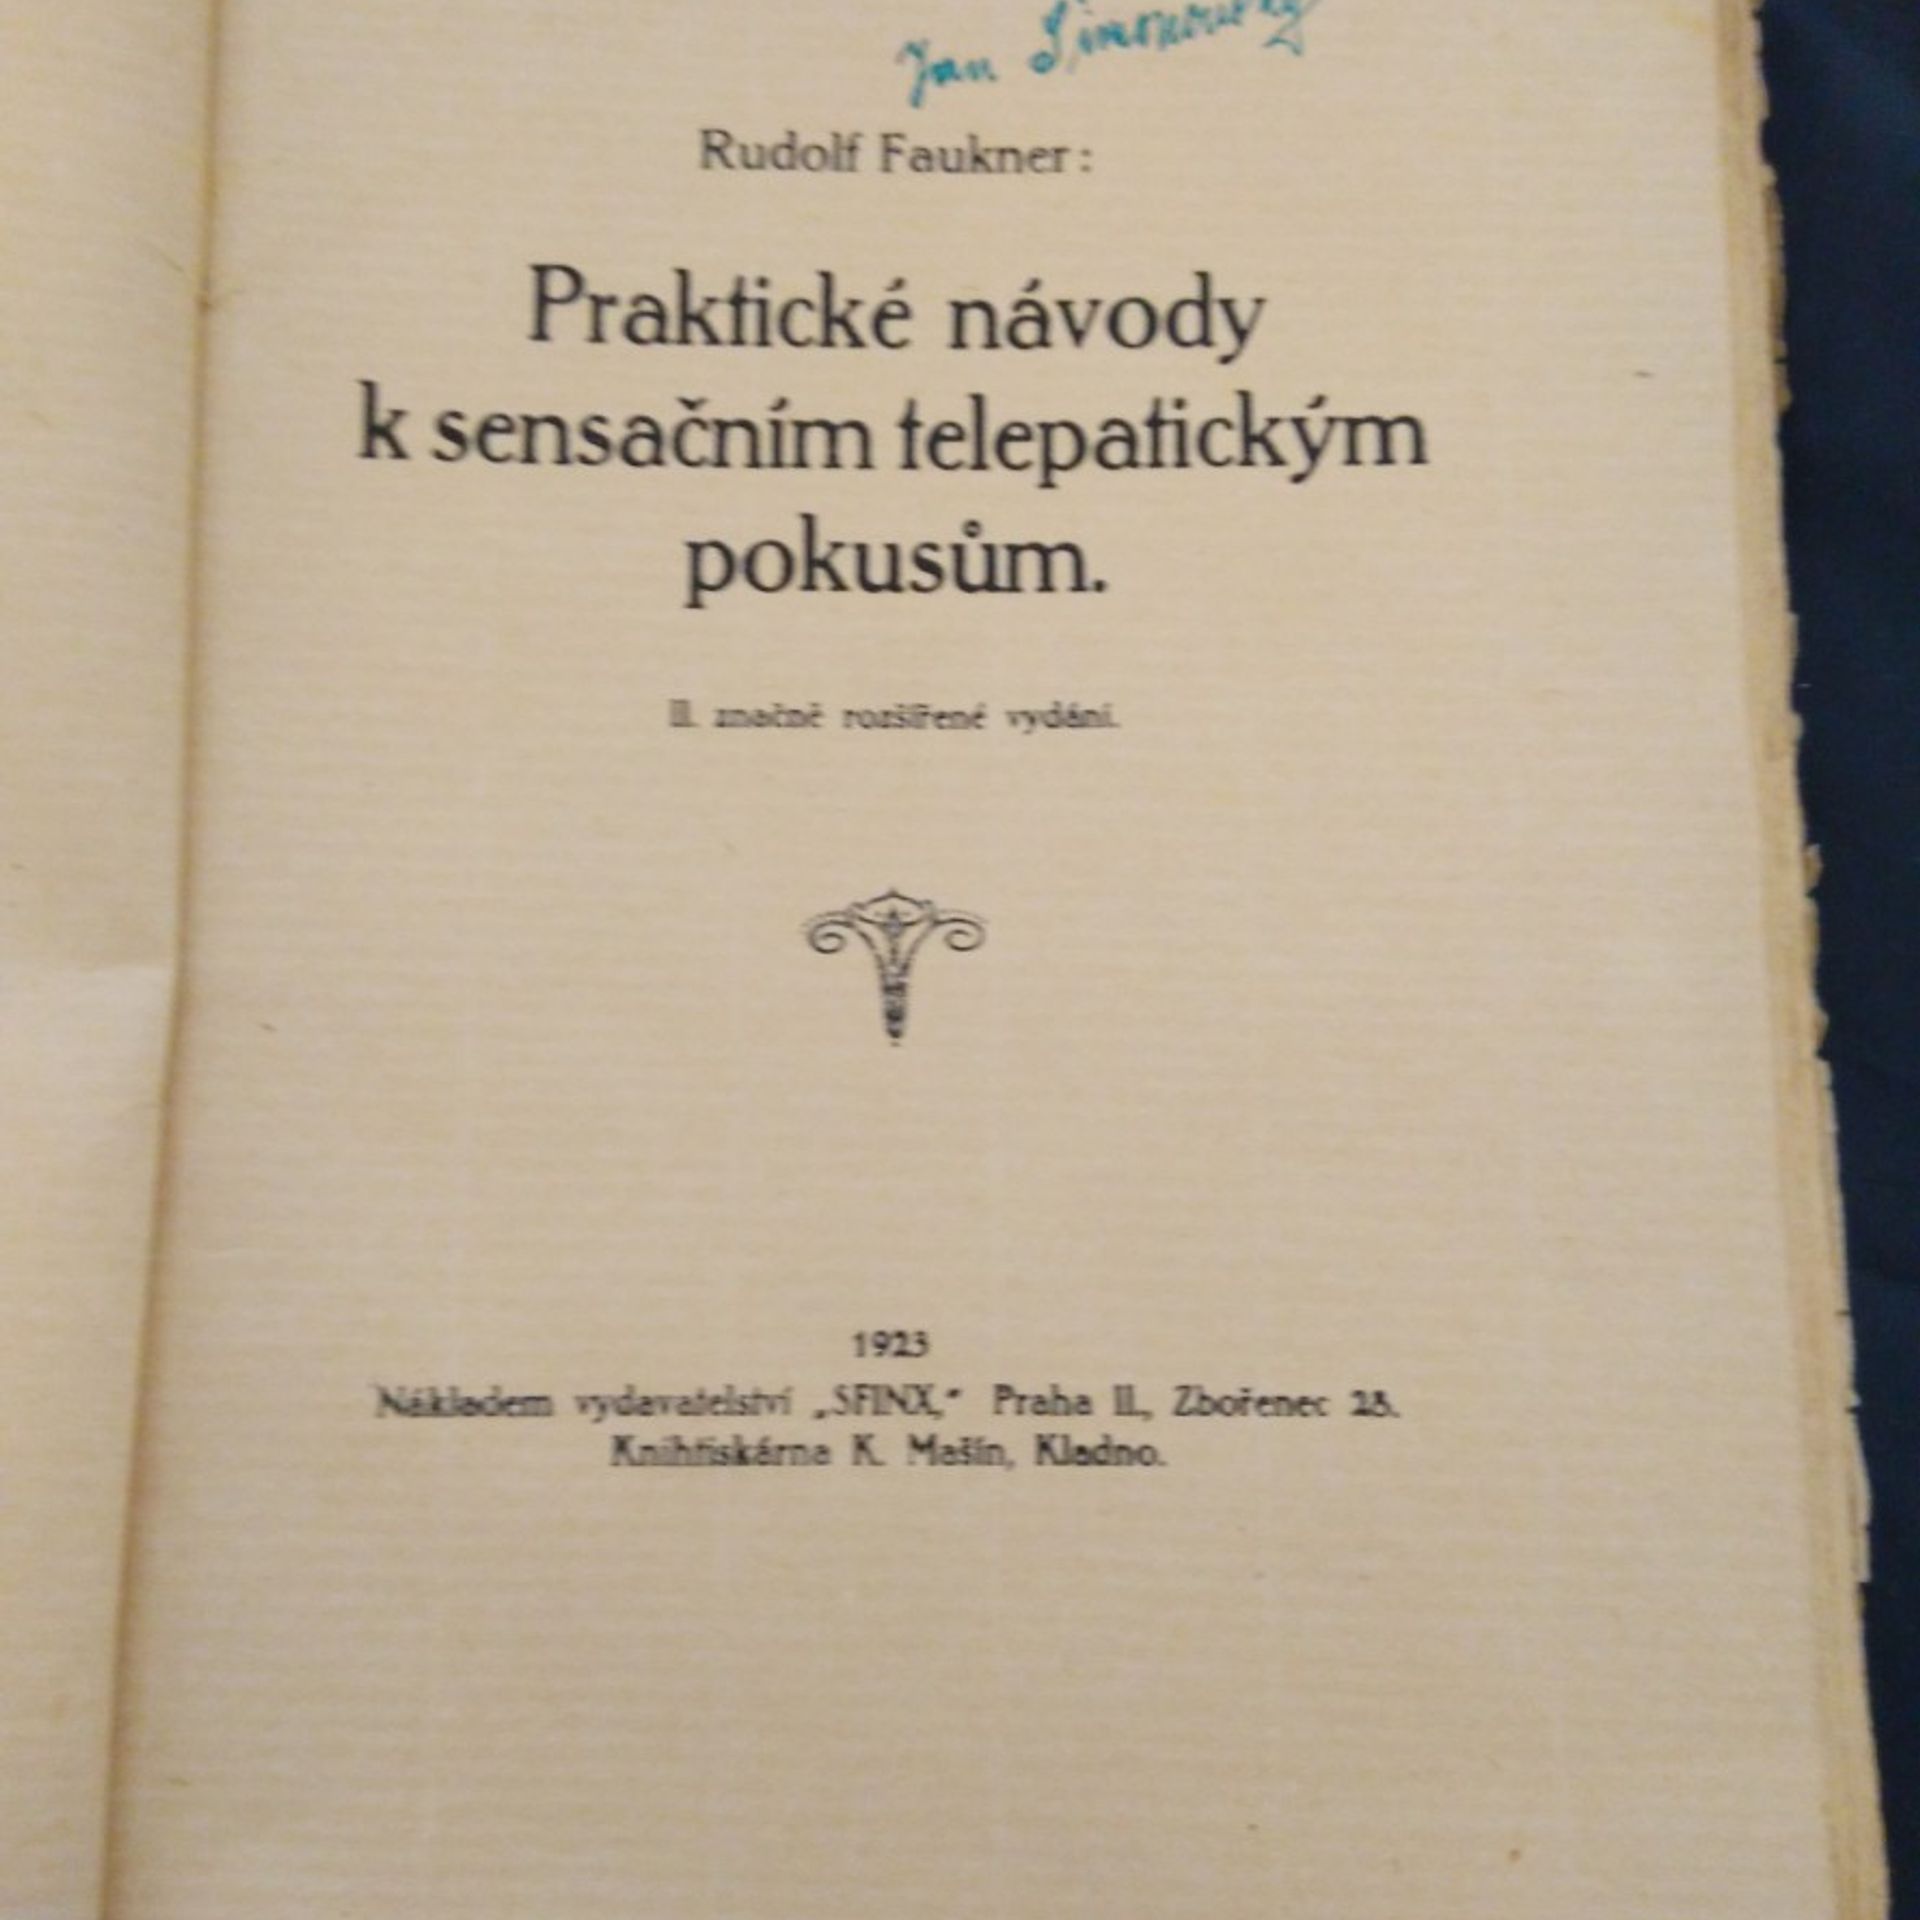 Jan
Rudolf Faukner:
Praktické návody
k sensačním telepatickým
pokusům.
II. značně rozšířené vydání.
1923
Nákladem vydavatelství „SFINX,“ Praha II., Zbořenec 28.
Knihtiskárna K. Mašín, Kladno.